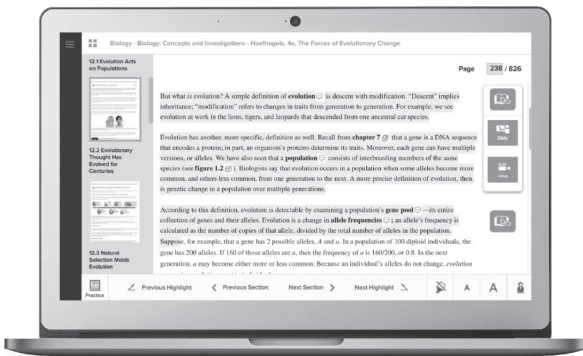 Biology - Biology: Concepts and Investigations - Hoefnagels, 4e, The Forces of Evolutionary Change
12.1 Evolution Acts
on Populations
12.2 Evolutionary
Thought Has
Evolved for
Centuries
12.3 Natural
Selection Molds
Evolution
Page 238 / 826
But what is evolution? A simple definition of evolution is descent with modification. "Descent" implies
inheritance; "modification" refers to changes in traits from generation to generation. For example, we see
evolution at work in the lions, tigers, and leopards that descended from one ancestral cat species.
Evolution has another, more specific, definition as well. Recall from chapter 7 that a gene is a DNA sequence
that encodes a protein; in part, an organism's proteins determine its traits. Moreover, each gene can have multiple
versions, or alleles. We have also seen that a population consists of interbreeding members of the same
species (see figure 1.2 ). Biologists say that evolution occurs in a population when some alleles become more
common, and others less common, from one generation to the next. A more precise definition of evolution, then,
is genetic change in a population over multiple generations.
According to this definition, evolution is detectable by examining a population's gene pool —its entire
collection of genes and their alleles. Evolution is a change in allele frequencies ; an allele's frequency is
calculated as the number of copies of that allele, divided by the total number of alleles in the population.
Suppose, for example, that a gene has 2 possible alleles, A and a. In a population of 100 diploid individuals, the
gene has 200 alleles. If 160 of those alleles are a, then the frequency of a is 160/200, or 0.8. In the next
generation, a may become either more or less common. Because an individual's alleles do not change, evolution
Slide
Practice
Previous Highlight
Previous Section
Next Section
Next Highlight
A
A